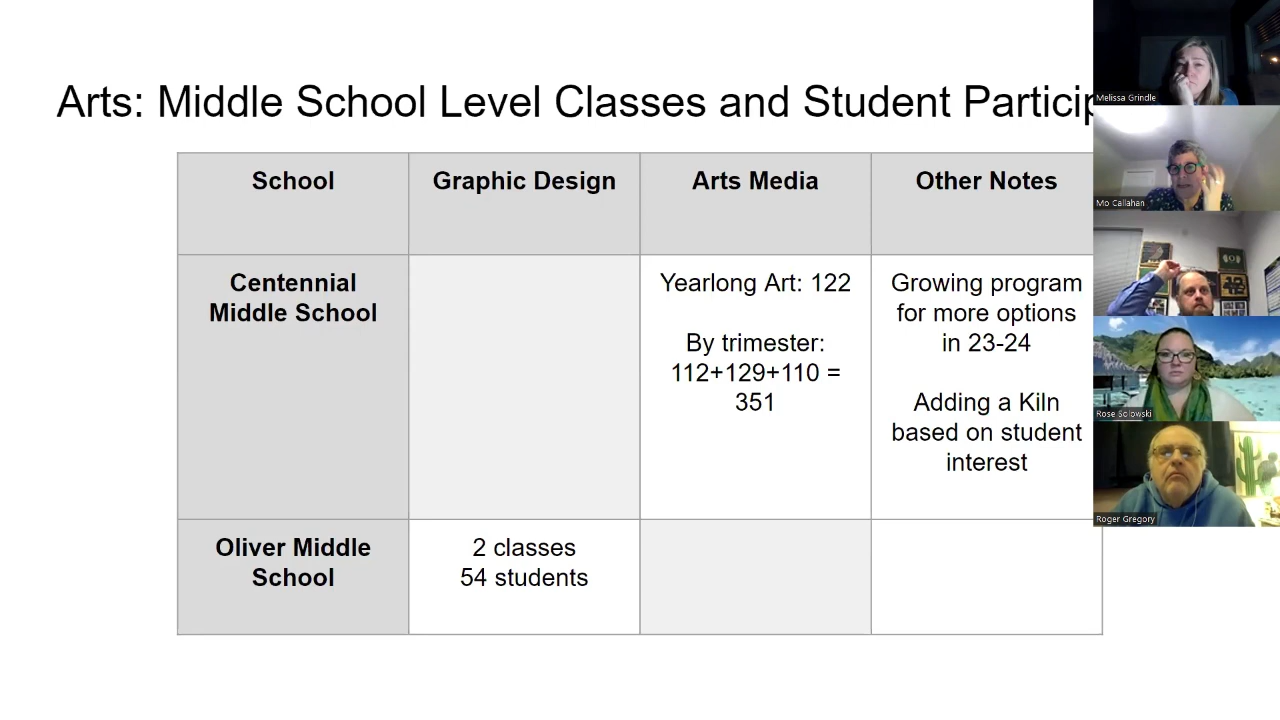 Arts: Middle School Level Classes and Student Particip
School
Graphic Design
Arts Media
Other Notes
Centennial
Middle School
Yearlong Art: 122
By trimester:
112+129+110 =
351
Growing program
for more options
in 23-24
Adding a Kiln
based on student
interest
Oliver Middle
School
2 classes
54 students
Melissa Grindle
Mo Callahan
Rose Solowski
Roger Gregory